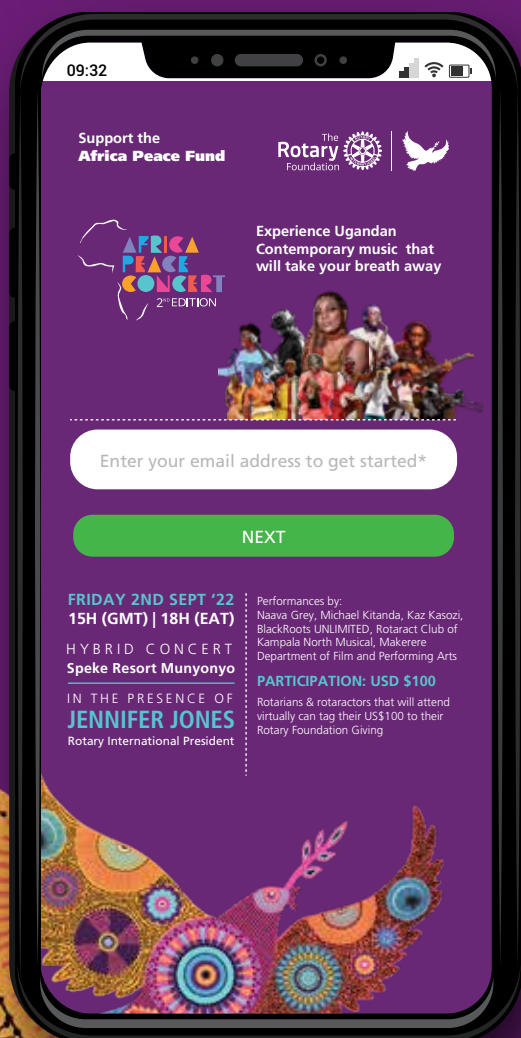 09:32
Support the
Africa Peace Fund
The
Rotary
Foundation
AFRICA
PEACE
CONCERT
2ND EDITION
Experience Ugandan
Contemporary music that
will take your breath away
Enter your email address to get started*
NEXT
FRIDAY 2ND SEPT ‘22
15H (GMT) | 18H (EAT)
HYBRID CONCERT
Speke Resort Munyonyo
IN THE PRESENCE OF
JENNIFER JONES
Rotary International President
Performances by:
Naava Grey, Michael Kitanda, Kaz Kasozi,
BlackRoots UNLIMITED, Rotaract Club of
Kampala North Musical, Makerere
Department of Film and Performing Arts
PARTICIPATION: USD $100
Rotarians & rotaractors that will attend
virtually can tag their US$100 to their
Rotary Foundation Giving